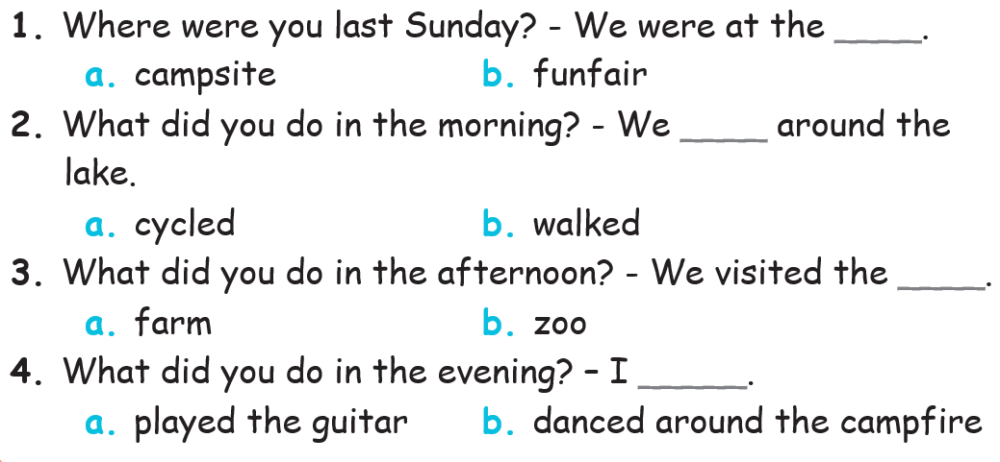 1. Where were you last Sunday? - We were at the _____.
a. campsite b. funfair
2. What did you do in the morning? - We _____ around the
lake.
a. cycled b. walked
3. What did you do in the afternoon? - We visited the _____.
a. farm b. zoo
4. What did you do in the evening? – I ______.
a. played the guitar b. danced around the campfire